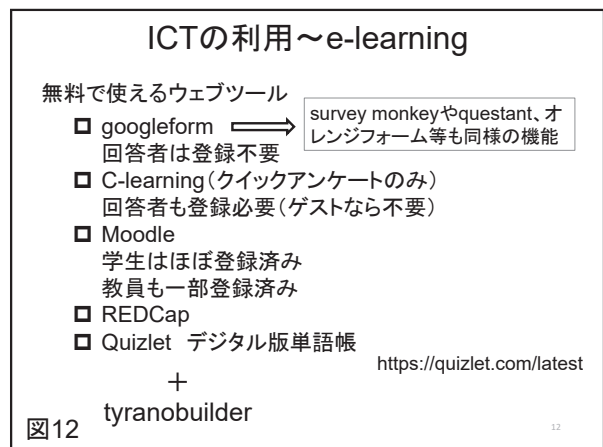 ICTの利用～e-learning
無料で使えるウェブツール
googleform
survey monkeyやquestant、オ
レンジフォーム等も同様の機能
回答者は登録不要
C-learning（クイックアンケートのみ）
回答者も登録必要（ゲストなら不要）
Moodle
学生はほぼ登録済み
教員も一部登録済み
REDCap
Quizlet デジタル版単語帳
https://quizlet.com/latest
＋
tyranobuilder
図12
12